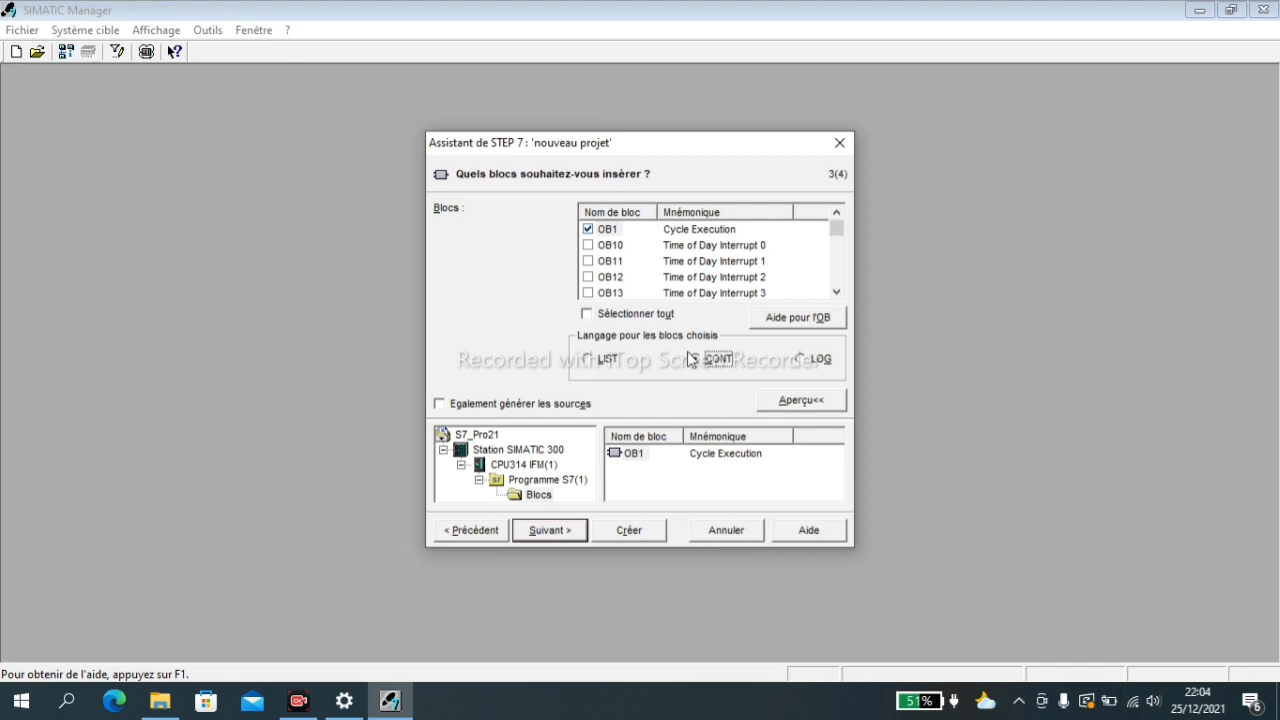 SIMATIC Manager
Fichier Système cible Affichage Outils Fenêtre ?
Assistant de STEP 7 : 'nouveau projet'
Quels blocs souhaitez-vous insérer ? 3(4)
Blocs :
Nom de bloc Mnémonique
OB1 Cycle Execution
OB10 Time of Day Interrupt 0
OB11 Time of Day Interrupt 1
OB12 Time of Day Interrupt 2
OB13 Time of Day Interrupt 3
Sélectionner tout
Aide pour l'OB
Langage pour les blocs choisis
LIST CONT LOG
Recorded with iTop Screen Recorder
Aperçu<<
Egalement générer les sources
S7_Pro21
Station SIMATIC 300
CPU314 IFM(1)
Programme S7(1)
Blocs
Nom de bloc Mnémonique
OB1 Cycle Execution
< Précédent Suivant > Créer Annuler Aide
Pour obtenir de l'aide, appuyez sur F1.
51%
22:04
25/12/2021
6